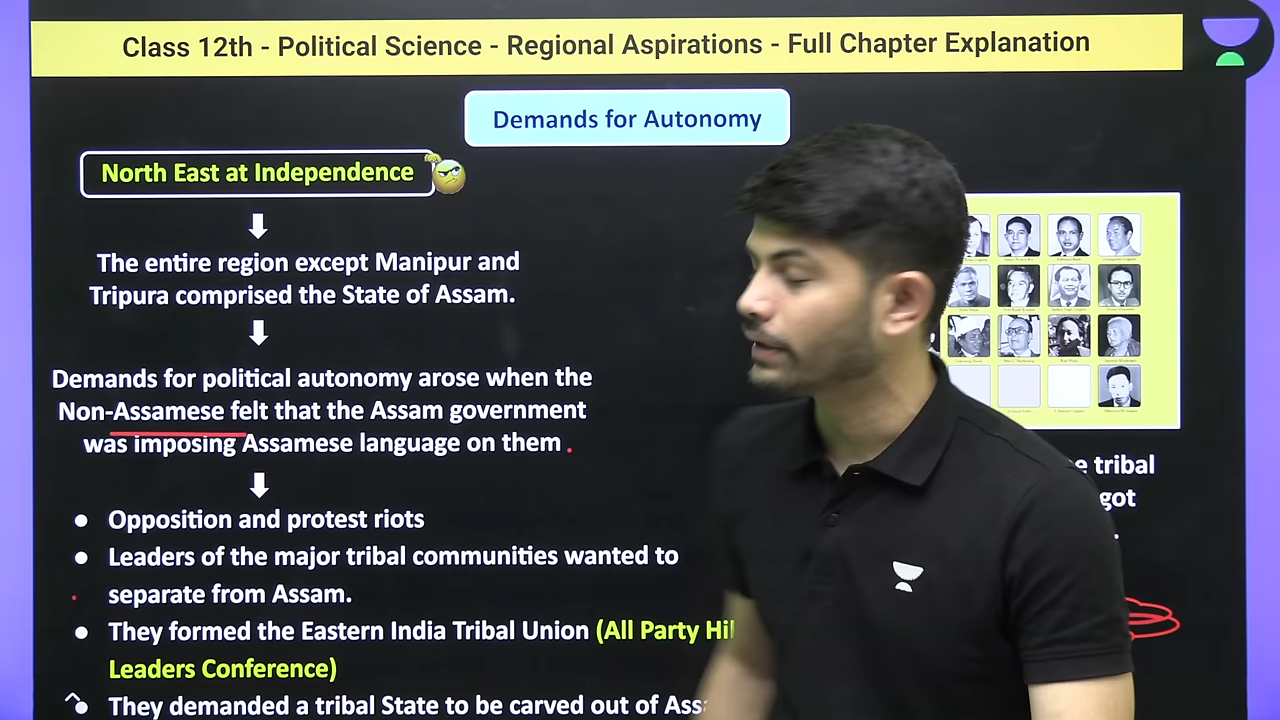 Class 12th - Political Science - Regional Aspirations - Full Chapter Explanation
Demands for Autonomy
North East at Independence
The entire region except Manipur and
Tripura comprised the State of Assam.
Demands for political autonomy arose when the
Non-Assamese felt that the Assam government
was imposing Assamese language on them
● Opposition and protest riots
● Leaders of the major tribal communities wanted to
separate from Assam.
● They formed the Eastern India Tribal Union (All Party
Leaders Conference)
● They demanded a tribal State to be carved out of
tribal
got